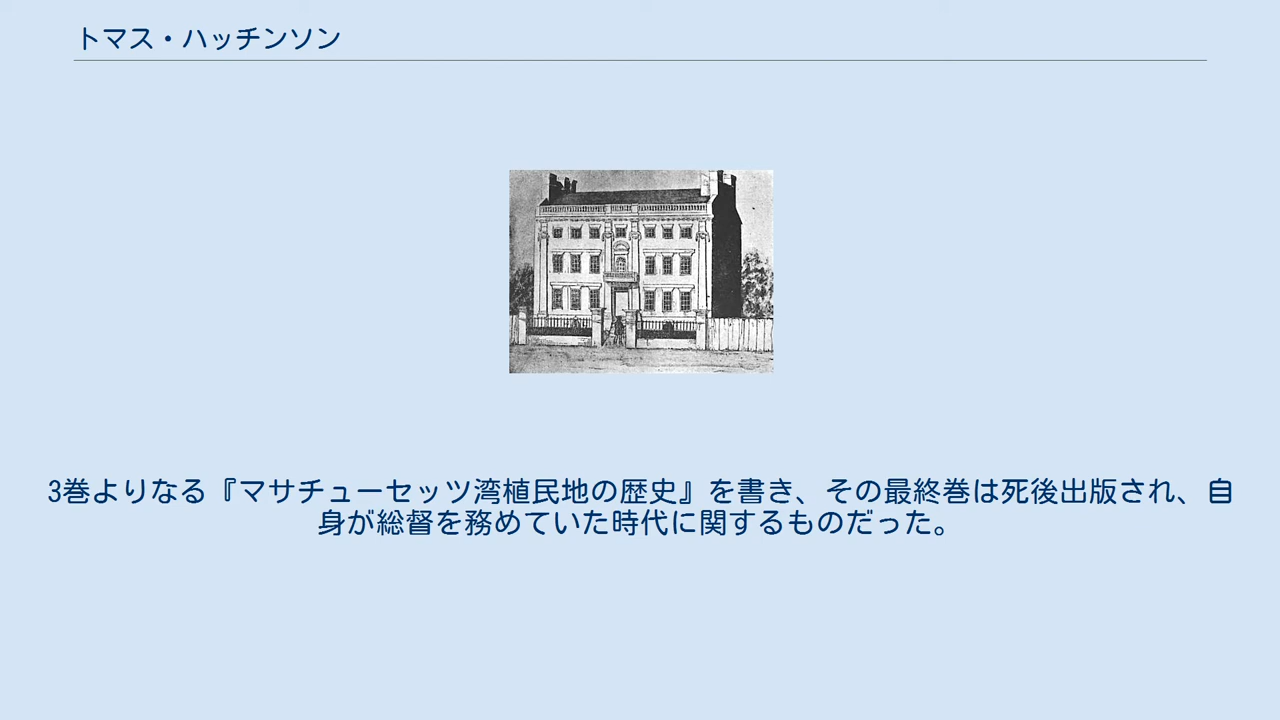 トマス・ハッチンソン
3巻よりなる『マサチューセッツ湾植民地の歴史』を書き、その最終巻は死後出版され、自
身が総督を務めていた時代に関するものだった。